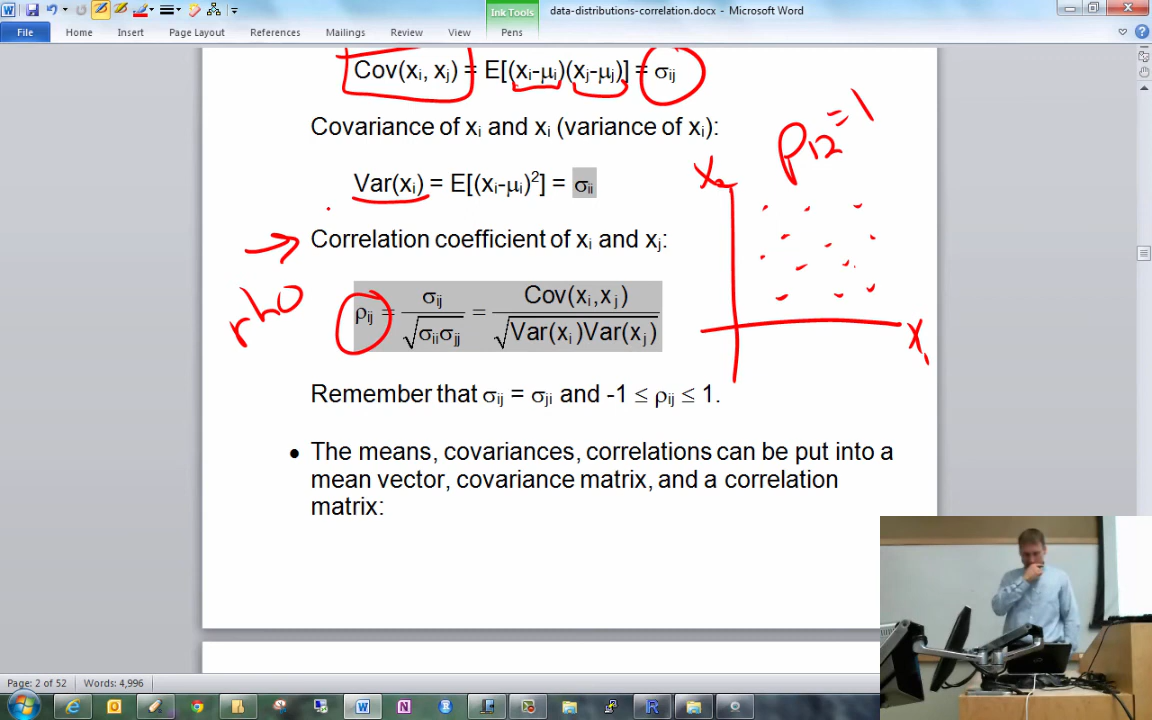 Ink Tools
data-distributions-correlation.docx - Microsoft Word
File Home Insert Page Layout References Mailings Review View Pens
Cov(xᵢ, xⱼ) = E[(xᵢ-μᵢ)(xⱼ-μⱼ)] = σᵢⱼ
Covariance of xᵢ and xᵢ (variance of xᵢ):
Var(xᵢ) = E[(xᵢ-μᵢ)²] = σᵢᵢ
Correlation coefficient of xᵢ and xⱼ:
ρᵢⱼ = σᵢⱼ / √σᵢᵢσⱼⱼ = Cov(xᵢ,xⱼ) / √Var(xᵢ)Var(xⱼ)
rho
ρ₁₂ = 1
x₂
x₁
Remember that σᵢⱼ = σⱼᵢ and -1 ≤ ρᵢⱼ ≤ 1.
• The means, covariances, correlations can be put into a
mean vector, covariance matrix, and a correlation
matrix:
Page: 2 of 52 Words: 4,996